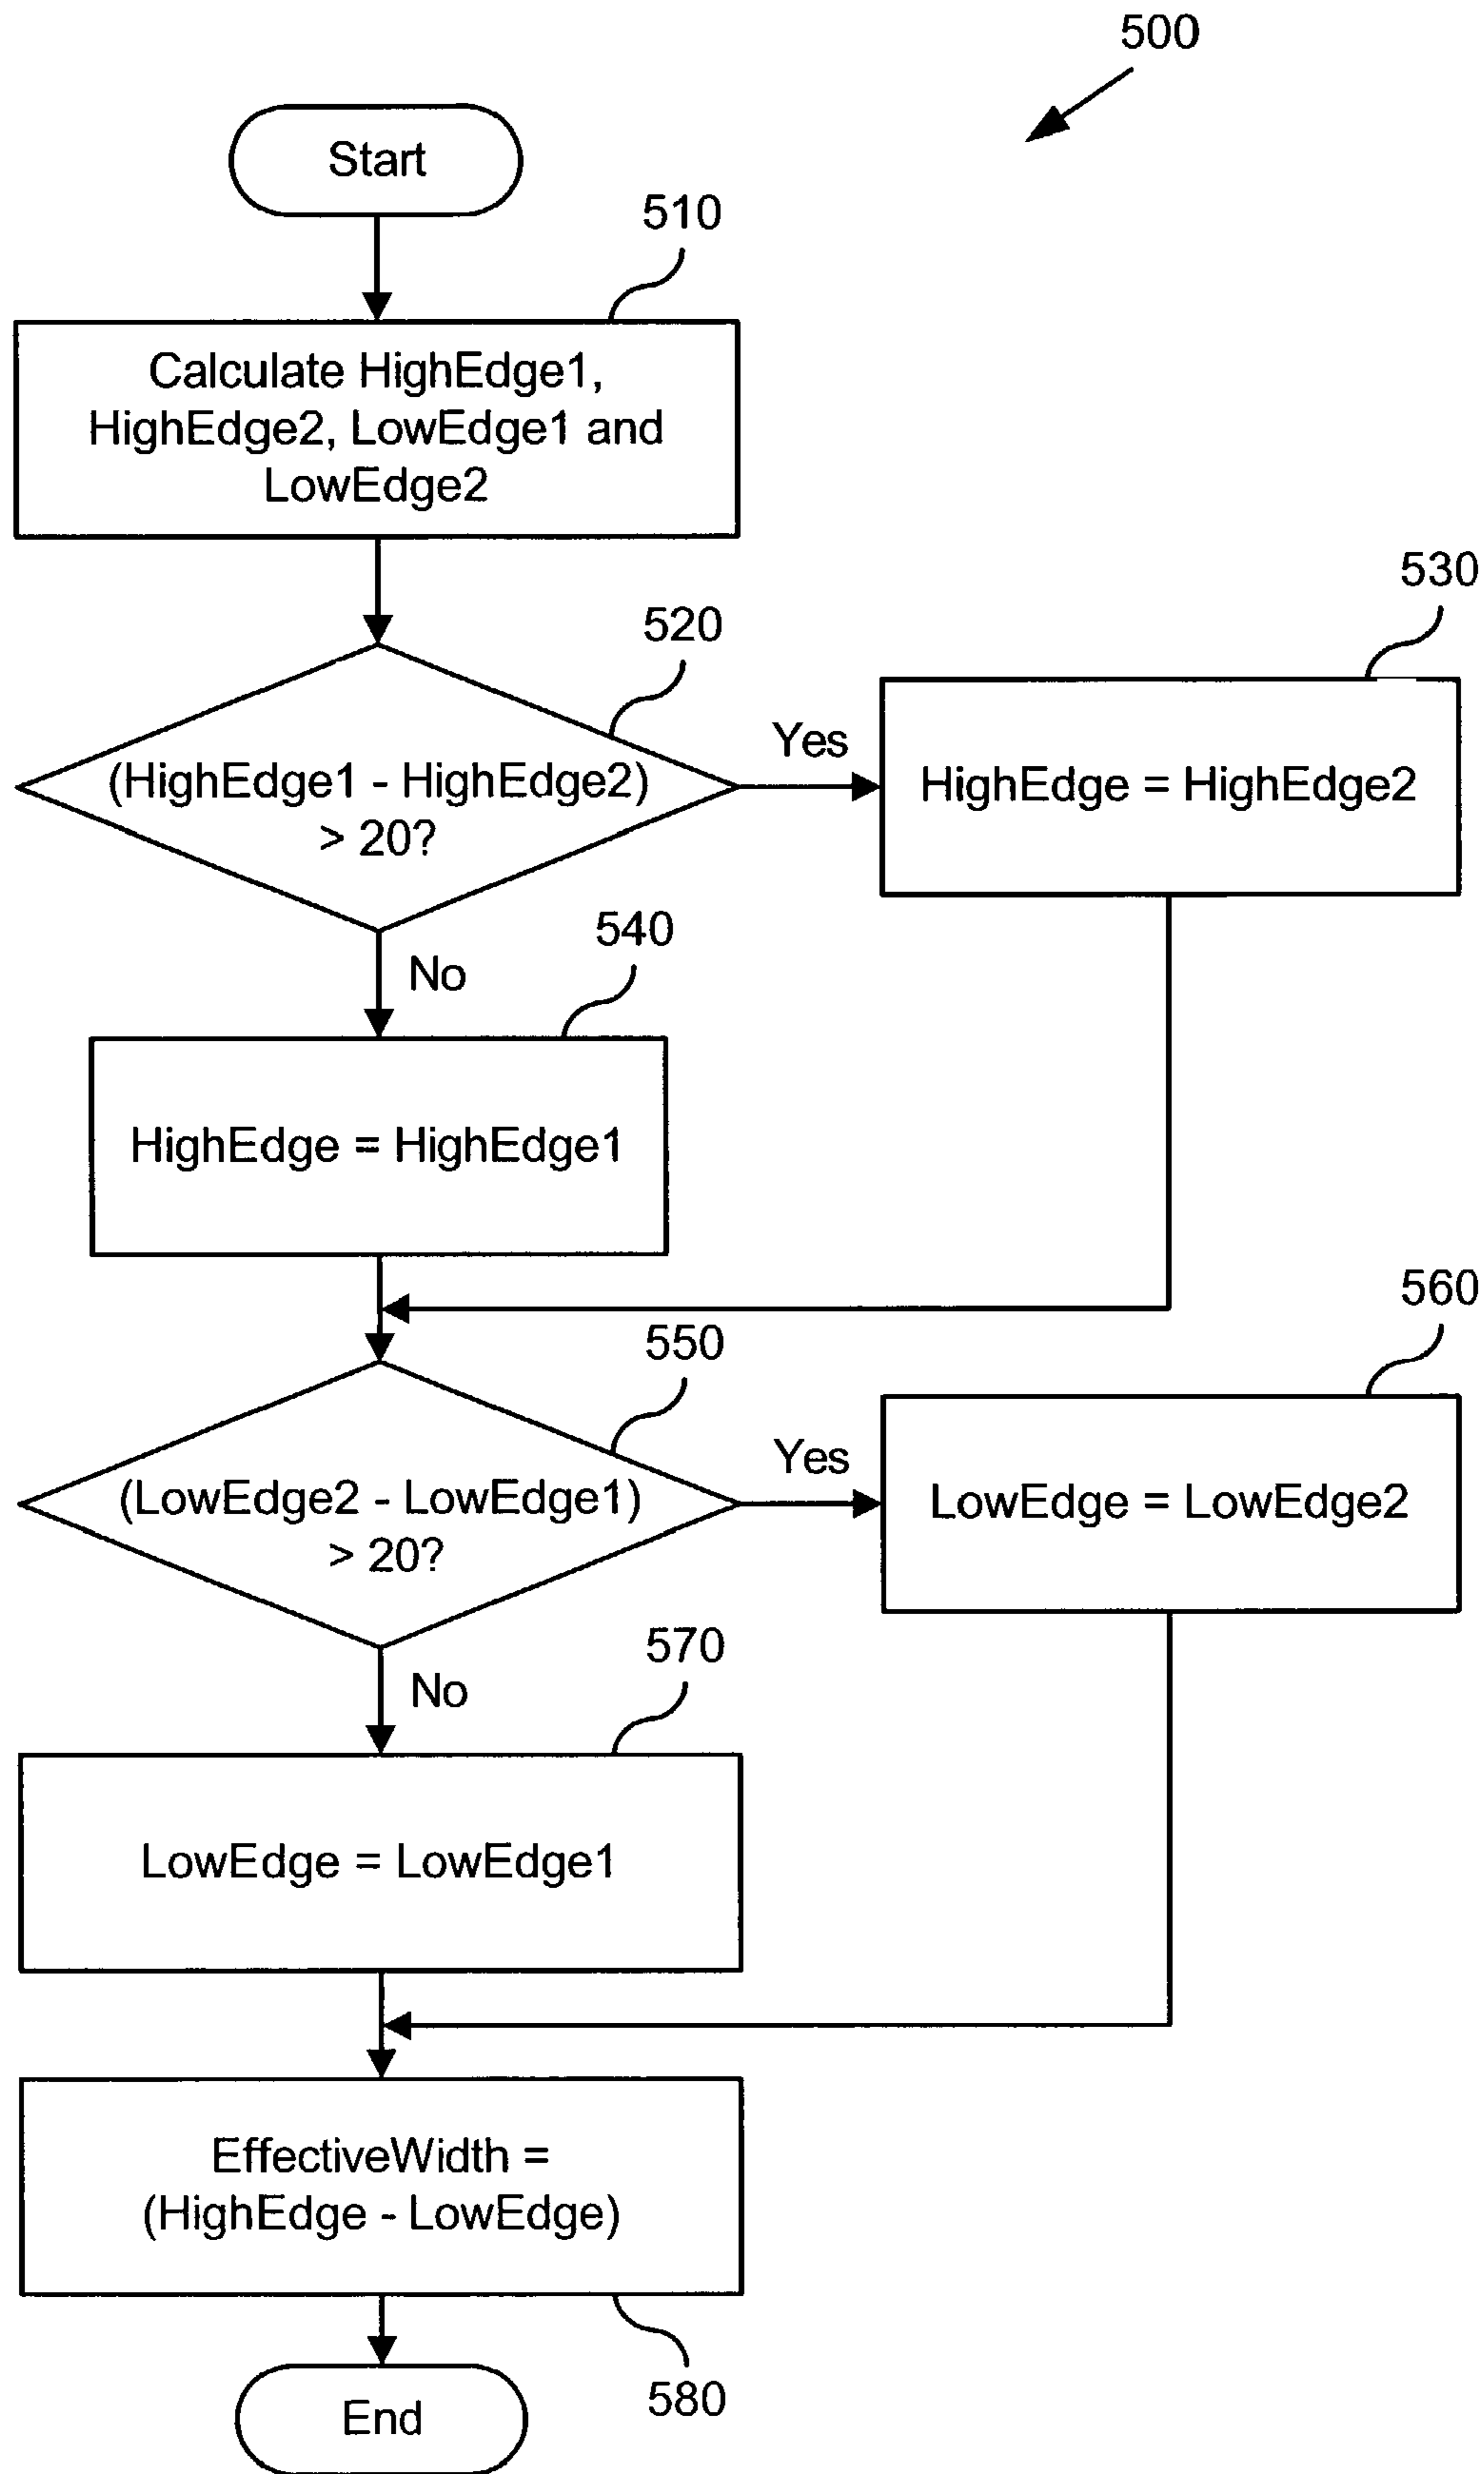 500
Start
510
Calculate HighEdge1,
HighEdge2, LowEdge1 and
LowEdge2
520
530
(HighEdge1 - HighEdge2)
> 20?
Yes
HighEdge = HighEdge2
No
540
HighEdge = HighEdge1
550
560
(LowEdge2 - LowEdge1)
> 20?
Yes
LowEdge = LowEdge2
No
570
LowEdge = LowEdge1
EffectiveWidth =
(HighEdge - LowEdge)
580
End